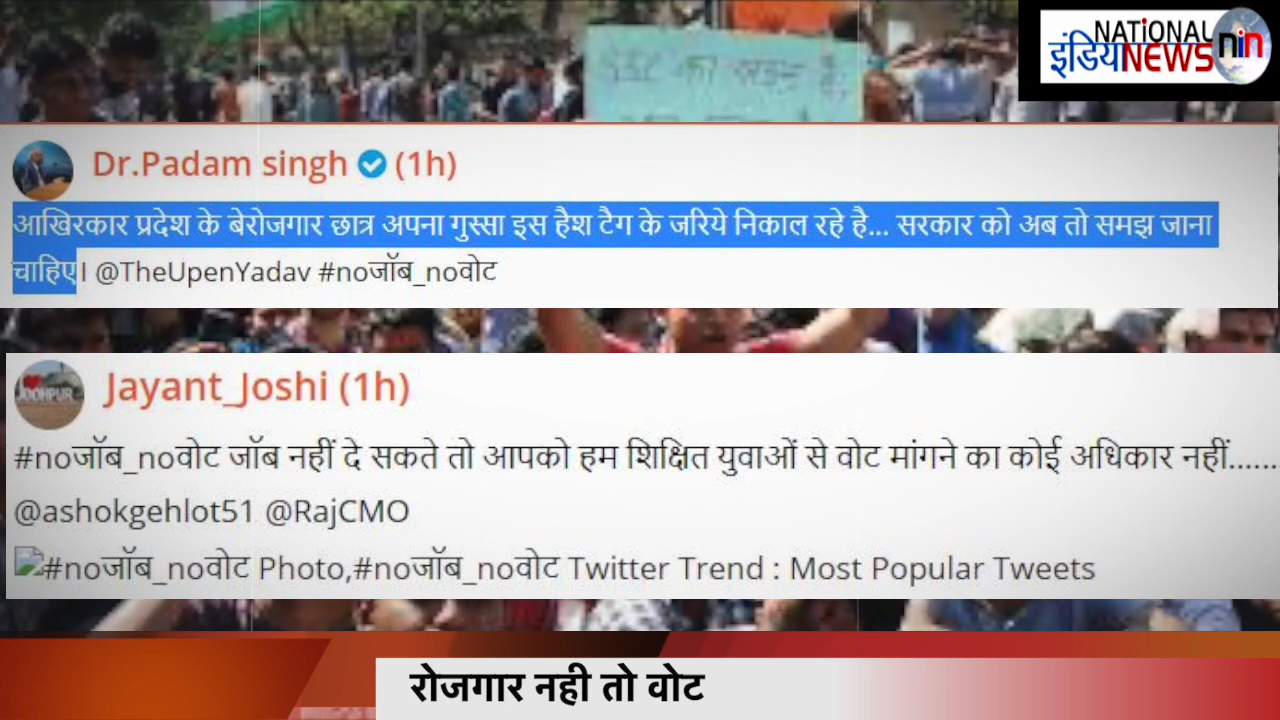 NATiONAL
इंडियाNEWS nin
Dr.Padam singh (1h)
आखिरकार प्रदेश के बेरोजगार छात्र अपना गुस्सा इस हैश टैग के जरिये निकाल रहे है... सरकार को अब तो समझ जाना
चाहिए। @TheUpenYadav #noजॉब_noवोट
JODHPUR
Jayant_Joshi (1h)
#noजॉब_noवोट जॉब नहीं दे सकते तो आपको हम शिक्षित युवाओं से वोट मांगने का कोई अधिकार नहीं......
@ashokgehlot51 @RajCMO
#noजॉब_noवोट Photo,#noजॉब_noवोट Twitter Trend : Most Popular Tweets
रोजगार नही तो वोट